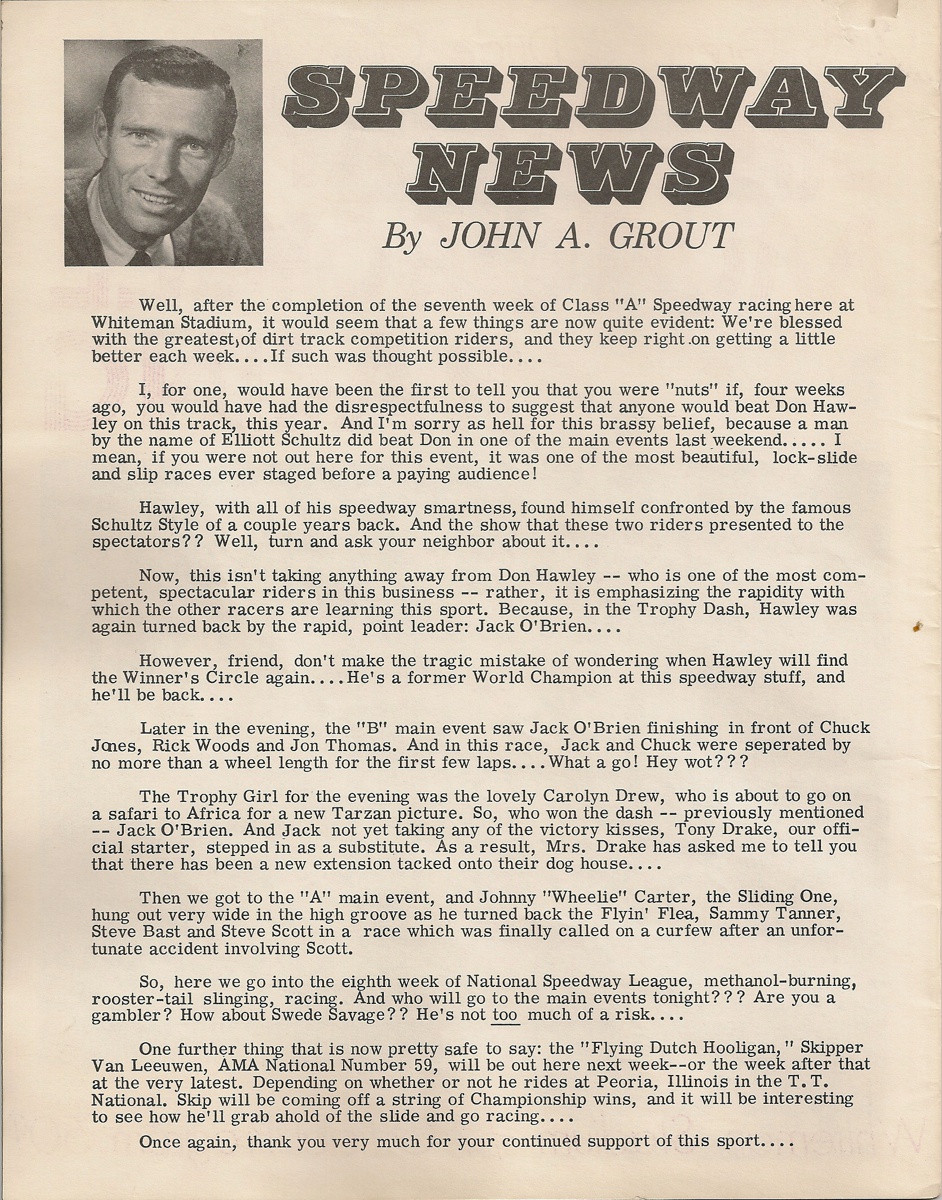 SPEEDWAY
NEWS
By JOHN A. GROUT
Well, after the completion of the seventh week of Class "A" Speedway racing here at
Whiteman Stadium, it would seem that a few things are now quite evident: We're blessed
with the greatest,of dirt track competition riders, and they keep right.on getting a little
better each week....If such was thought possible....
I, for one, would have been the first to tell you that you were "nuts" if, four weeks
ago, you would have had the disrespectfulness to suggest that anyone would beat Don Haw-
ley on this track, this year. And I'm sorry as hell for this brassy belief, because a man
by the name of Elliott Schultz did beat Don in one of the main events last weekend..... I
mean, if you were not out here for this event, it was one of the most beautiful, lock-slide
and slip races ever staged before a paying audience!
Hawley, with all of his speedway smartness, found himself confronted by the famous
Schultz Style of a couple years back. And the show that these two riders presented to the
spectators?? Well, turn and ask your neighbor about it....
Now, this isn't taking anything away from Don Hawley -- who is one of the most com-
petent, spectacular riders in this business -- rather, it is emphasizing the rapidity with
which the other racers are learning this sport. Because, in the Trophy Dash, Hawley was
again turned back by the rapid, point leader: Jack O'Brien....
However, friend, don't make the tragic mistake of wondering when Hawley will find
the Winner's Circle again....He's a former World Champion at this speedway stuff, and
he'll be back....
Later in the evening, the "B" main event saw Jack O'Brien finishing in front of Chuck
Jones, Rick Woods and Jon Thomas. And in this race, Jack and Chuck were seperated by
no more than a wheel length for the first few laps....What a go! Hey wot???
The Trophy Girl for the evening was the lovely Carolyn Drew, who is about to go on
a safari to Africa for a new Tarzan picture. So, who won the dash -- previously mentioned
-- Jack O'Brien. And Jack not yet taking any of the victory kisses, Tony Drake, our offi-
cial starter, stepped in as a substitute. As a result, Mrs. Drake has asked me to tell you
that there has been a new extension tacked onto their dog house....
Then we got to the "A" main event, and Johnny "Wheelie" Carter, the Sliding One,
hung out very wide in the high groove as he turned back the Flyin' Flea, Sammy Tanner,
Steve Bast and Steve Scott in a race which was finally called on a curfew after an unfor-
tunate accident involving Scott.
So, here we go into the eighth week of National Speedway League, methanol-burning,
rooster-tail slinging, racing. And who will go to the main events tonight??? Are you a
gambler? How about Swede Savage?? He's not too much of a risk....
One further thing that is now pretty safe to say: the "Flying Dutch Hooligan," Skipper
Van Leeuwen, AMA National Number 59, will be out here next week--or the week after that
at the very latest. Depending on whether or not he rides at Peoria, Illinois in the T.T.
National. Skip will be coming off a string of Championship wins, and it will be interesting
to see how he'll grab ahold of the slide and go racing....
Once again, thank you very much for your continued support of this sport....